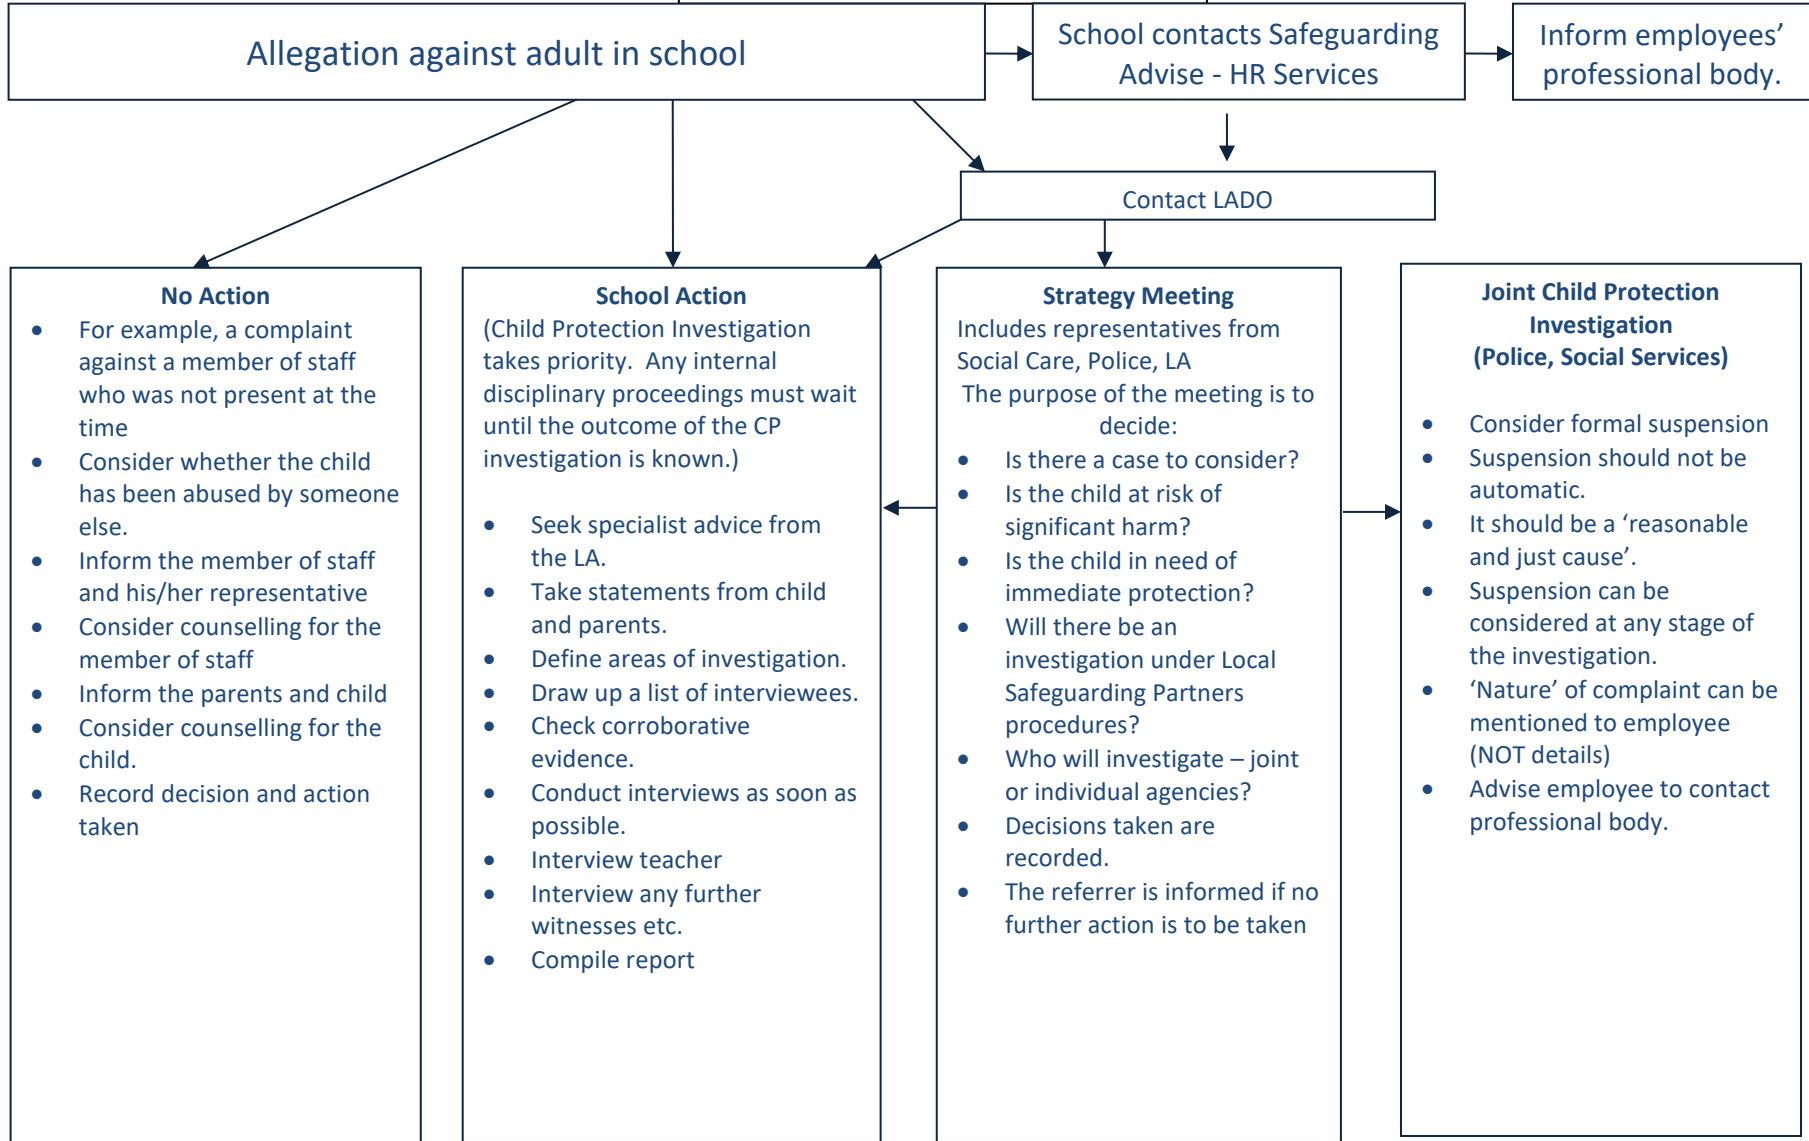 Allegation against adult in school
School contacts Safeguarding
Advise - HR Services
Inform employees’
professional body.
Contact LADO
No Action
• For example, a complaint
against a member of staff
who was not present at the
time
• Consider whether the child
has been abused by someone
else.
• Inform the member of staff
and his/her representative
• Consider counselling for the
member of staff
• Inform the parents and child
• Consider counselling for the
child.
• Record decision and action
taken
School Action
(Child Protection Investigation
takes priority. Any internal
disciplinary proceedings must wait
until the outcome of the CP
investigation is known.)
• Seek specialist advice from
the LA.
• Take statements from child
and parents.
• Define areas of investigation.
• Draw up a list of interviewees.
• Check corroborative
evidence.
• Conduct interviews as soon as
possible.
• Interview teacher
• Interview any further
witnesses etc.
• Compile report
Strategy Meeting
Includes representatives from
Social Care, Police, LA
The purpose of the meeting is to
decide:
• Is there a case to consider?
• Is the child at risk of
significant harm?
• Is the child in need of
immediate protection?
• Will there be an
investigation under Local
Safeguarding Partners
procedures?
• Who will investigate – joint
or individual agencies?
• Decisions taken are
recorded.
• The referrer is informed if no
further action is to be taken
Joint Child Protection
Investigation
(Police, Social Services)
• Consider formal suspension
• Suspension should not be
automatic.
• It should be a ‘reasonable
and just cause’.
• Suspension can be
considered at any stage of
the investigation.
• ‘Nature’ of complaint can be
mentioned to employee
(NOT details)
• Advise employee to contact
professional body.